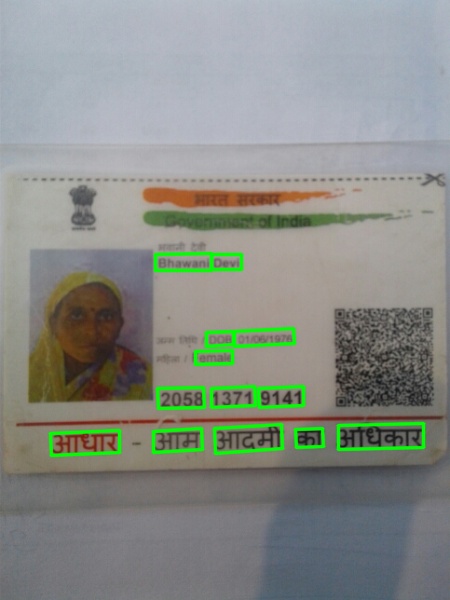 भारत सरकार
Government of India
भवानी देवी
Bhawani Devi
जन्म तिथि / DOB 01/06/1976
महिला / Female
2058 1371 9141
आधार - आम आदमी का अधिकार